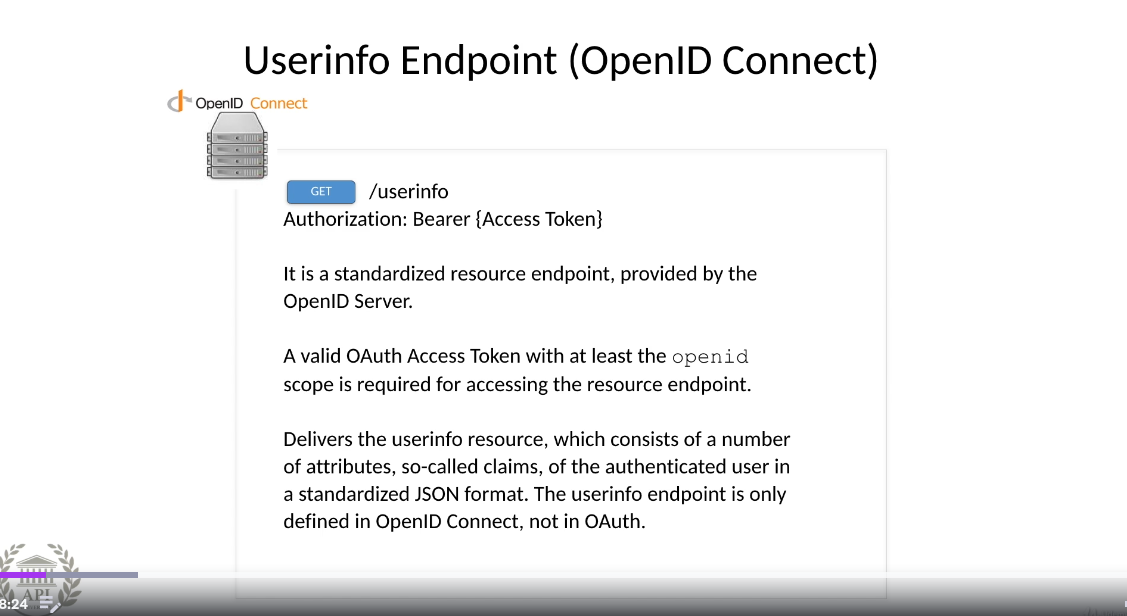 Userinfo Endpoint (OpenID Connect)
OpenID Connect
GET /userinfo
Authorization: Bearer {Access Token}
It is a standardized resource endpoint, provided by the
OpenID Server.
A valid OAuth Access Token with at least the openid
scope is required for accessing the resource endpoint.
Delivers the userinfo resource, which consists of a number
of attributes, so-called claims, of the authenticated user in
a standardized JSON format. The userinfo endpoint is only
defined in OpenID Connect, not in OAuth.
API
8:24